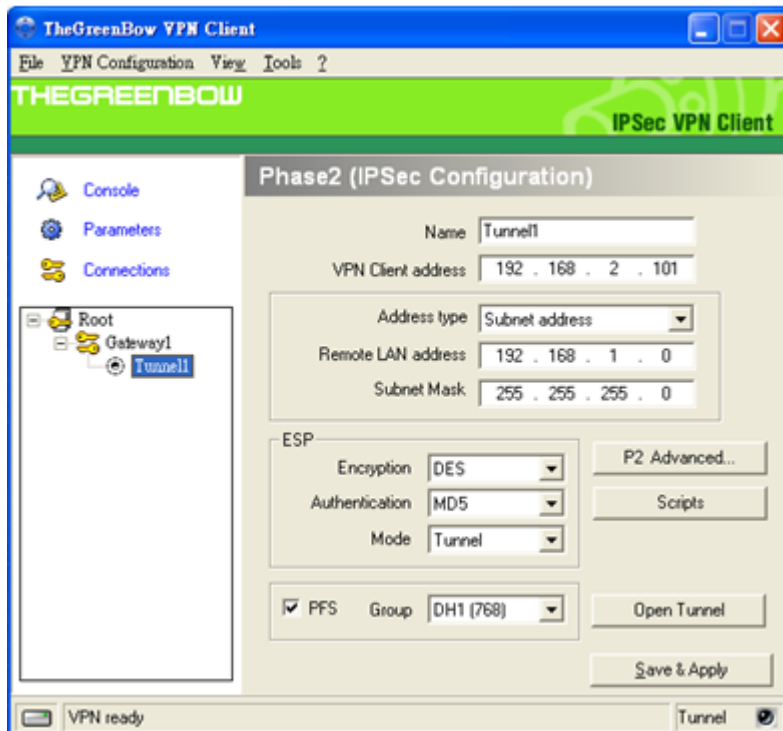 TheGreenBow VPN Client
File VPN Configuration View Tools ?
THEGREENBOW
IPSec VPN Client
Console
Parameters
Connections
Root
Gateway1
Tunnel1
Phase2 (IPSec Configuration)
Name Tunnel1
VPN Client address 192 . 168 . 2 . 101
Address type Subnet address
Remote LAN address 192 . 168 . 1 . 0
Subnet Mask 255 . 255 . 255 . 0
ESP
Encryption DES
Authentication MD5
Mode Tunnel
P2 Advanced...
Scripts
PFS Group DH1 (768)
Open Tunnel
Save & Apply
VPN ready
Tunnel